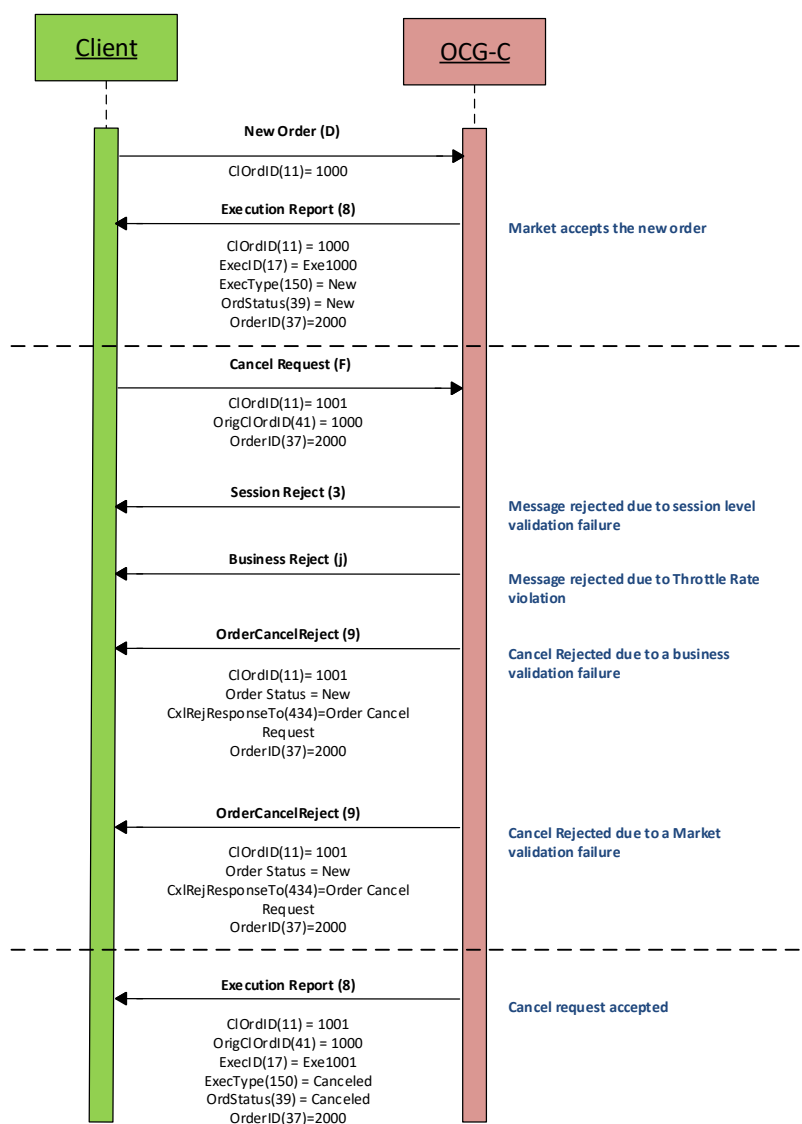 Client
OCG-C
New Order (D)
ClOrdID(11)= 1000
Execution Report (8)
Market accepts the new order
ClOrdID(11) = 1000
ExecID(17) = Exe1000
ExecType(150) = New
OrdStatus(39) = New
OrderID(37)=2000
Cancel Request (F)
ClOrdID(11)= 1001
OrigClOrdID(41) = 1000
OrderID(37)=2000
Session Reject (3)
Message rejected due to session level
validation failure
Business Reject (j)
Message rejected due to Throttle Rate
violation
OrderCancelReject (9)
Cancel Rejected due to a business
validation failure
ClOrdID(11)= 1001
Order Status = New
CxlRejResponseTo(434)=Order Cancel
Request
OrderID(37)=2000
OrderCancelReject (9)
Cancel Rejected due to a Market
validation failure
ClOrdID(11)= 1001
Order Status = New
CxlRejResponseTo(434)=Order Cancel
Request
OrderID(37)=2000
Execution Report (8)
Cancel request accepted
ClOrdID(11) = 1001
OrigClOrdID(41) = 1000
ExecID(17) = Exe1001
ExecType(150) = Canceled
OrdStatus(39) = Canceled
OrderID(37)=2000